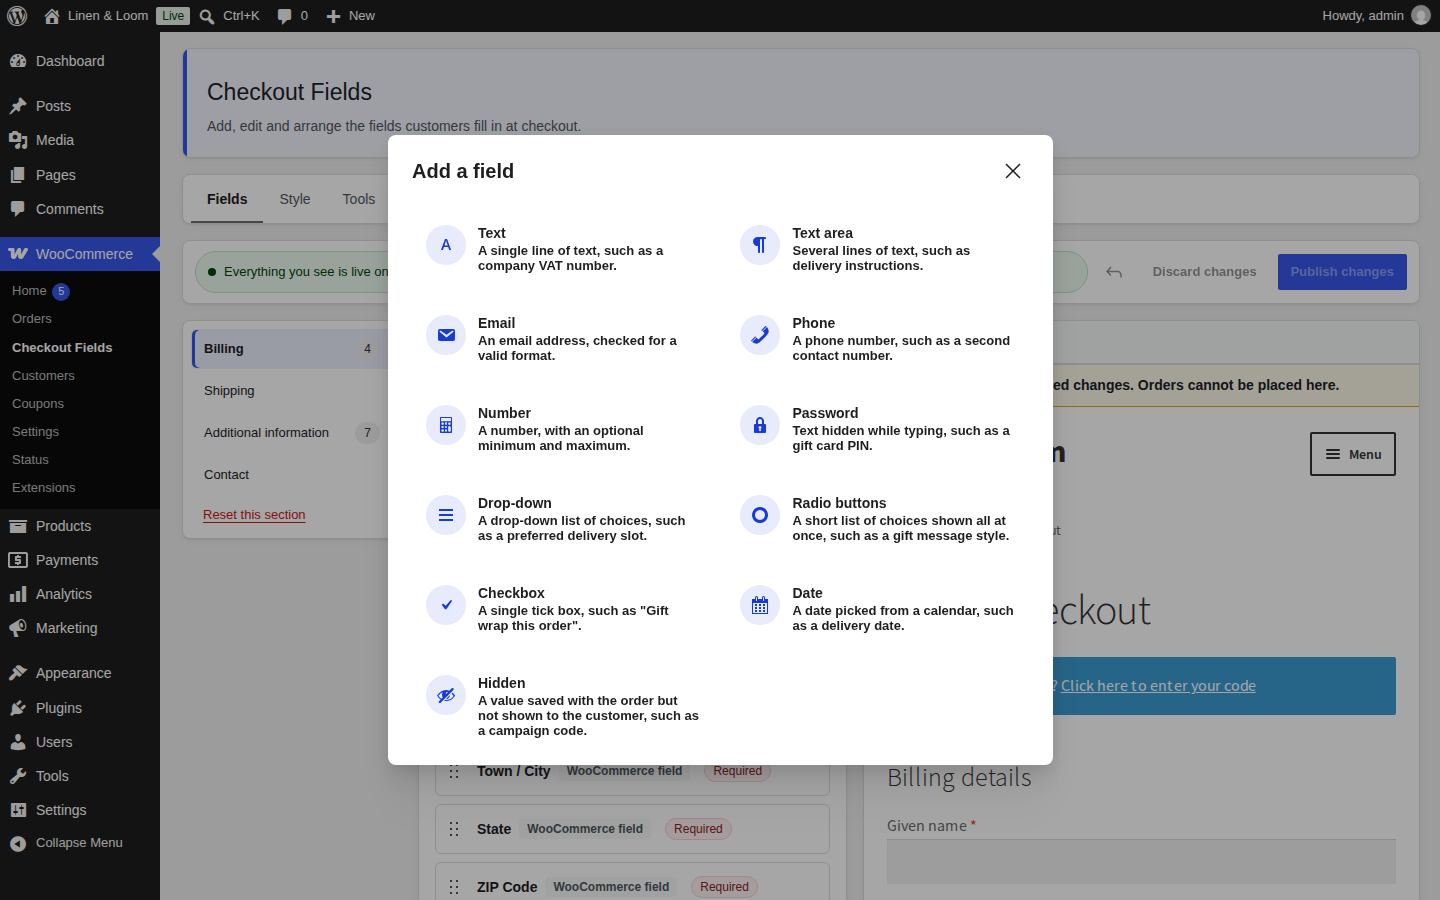 Linen & Loom Live Ctrl+K 0 New Howdy, admin
Dashboard
Posts
Media
Pages
Comments
WooCommerce
Home 5
Orders
Checkout Fields
Customers
Coupons
Settings
Status
Extensions
Products
Payments
Analytics
Marketing
Appearance
Plugins
Users
Tools
Settings
Collapse Menu
Checkout Fields
Add, edit and arrange the fields customers fill in at checkout.
Fields Style Tools
Everything you see is live on
Discard changes Publish changes
Billing 4
Shipping
Additional information 7
Contact
Reset this section
Add a field
Text
A single line of text, such as a
company VAT number.
Text area
Several lines of text, such as
delivery instructions.
Email
An email address, checked for a
valid format.
Phone
A phone number, such as a second
contact number.
Number
A number, with an optional
minimum and maximum.
Password
Text hidden while typing, such as a
gift card PIN.
Drop-down
A drop-down list of choices, such
as a preferred delivery slot.
Radio buttons
A short list of choices shown all at
once, such as a gift message style.
Checkbox
A single tick box, such as "Gift
wrap this order".
Date
A date picked from a calendar, such
as a delivery date.
Hidden
A value saved with the order but
not shown to the customer, such as
a campaign code.
Town / City WooCommerce field Required
State WooCommerce field Required
ZIP Code WooCommerce field Required
ed changes. Orders cannot be placed here.
m
Menu
ut
eckout
? Click here to enter your code
Billing details
Given name *